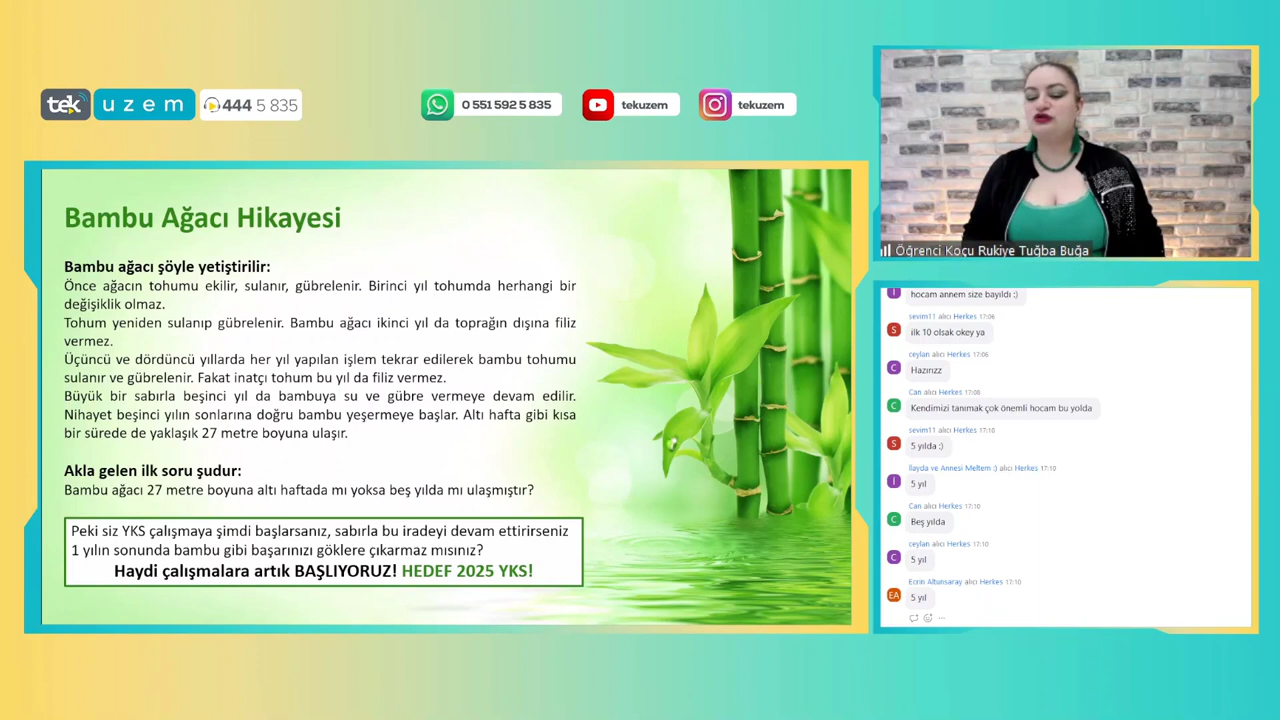 tek uzem 444 5 835
0 551 592 5 835
tekuzem
tekuzem
Bambu Ağacı Hikayesi
Bambu ağacı şöyle yetiştirilir:
Önce ağacın tohumu ekilir, sulanır, gübrelenir. Birinci yıl tohumda herhangi bir
değişiklik olmaz.
Tohum yeniden sulanıp gübrelenir. Bambu ağacı ikinci yıl da toprağın dışına filiz
vermez.
Üçüncü ve dördüncü yıllarda her yıl yapılan işlem tekrar edilerek bambu tohumu
sulanır ve gübrelenir. Fakat inatçı tohum bu yıl da filiz vermez.
Büyük bir sabırla beşinci yıl da bambuya su ve gübre vermeye devam edilir.
Nihayet beşinci yılın sonlarına doğru bambu yeşermeye başlar. Altı hafta gibi kısa
bir sürede de yaklaşık 27 metre boyuna ulaşır.
Akla gelen ilk soru şudur:
Bambu ağacı 27 metre boyuna altı haftada mı yoksa beş yılda mı ulaşmıştır?
Peki siz YKS çalışmaya şimdi başlarsanız, sabırla bu iradeyi devam ettirirseniz
1 yılın sonunda bambu gibi başarınızı göklere çıkarmaz mısınız?
Haydi çalışmalara artık BAŞLIYORUZ! HEDEF 2025 YKS!
Öğrenci Koçu Rukiye Tuğba Buğa
I
hocam annem size bayıldı :)
sevim11 alıcı Herkes 17:06
S
ilk 10 olsak okey ya
ceylan alıcı Herkes 17:06
C
Hazırızz
Can alıcı Herkes 17:08
C
Kendimizi tanımak çok önemli hocam bu yolda
sevim11 alıcı Herkes 17:10
S
5 yılda :)
İlayda ve Annesi Meltem :) alıcı Herkes 17:10
I
5 yıl
Can alıcı Herkes 17:10
C
Beş yılda
ceylan alıcı Herkes 17:10
C
5 yıl
Ecrin Altunsaray alıcı Herkes 17:10
EA
5 yıl